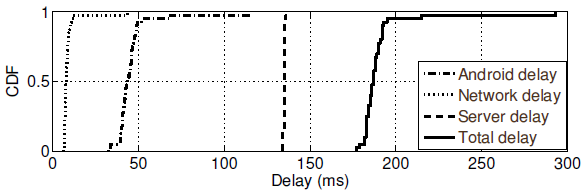 1
CDF
0.5
0
Android delay
Network delay
Server delay
Total delay
0 50 100 150 200 250 300
Delay (ms)